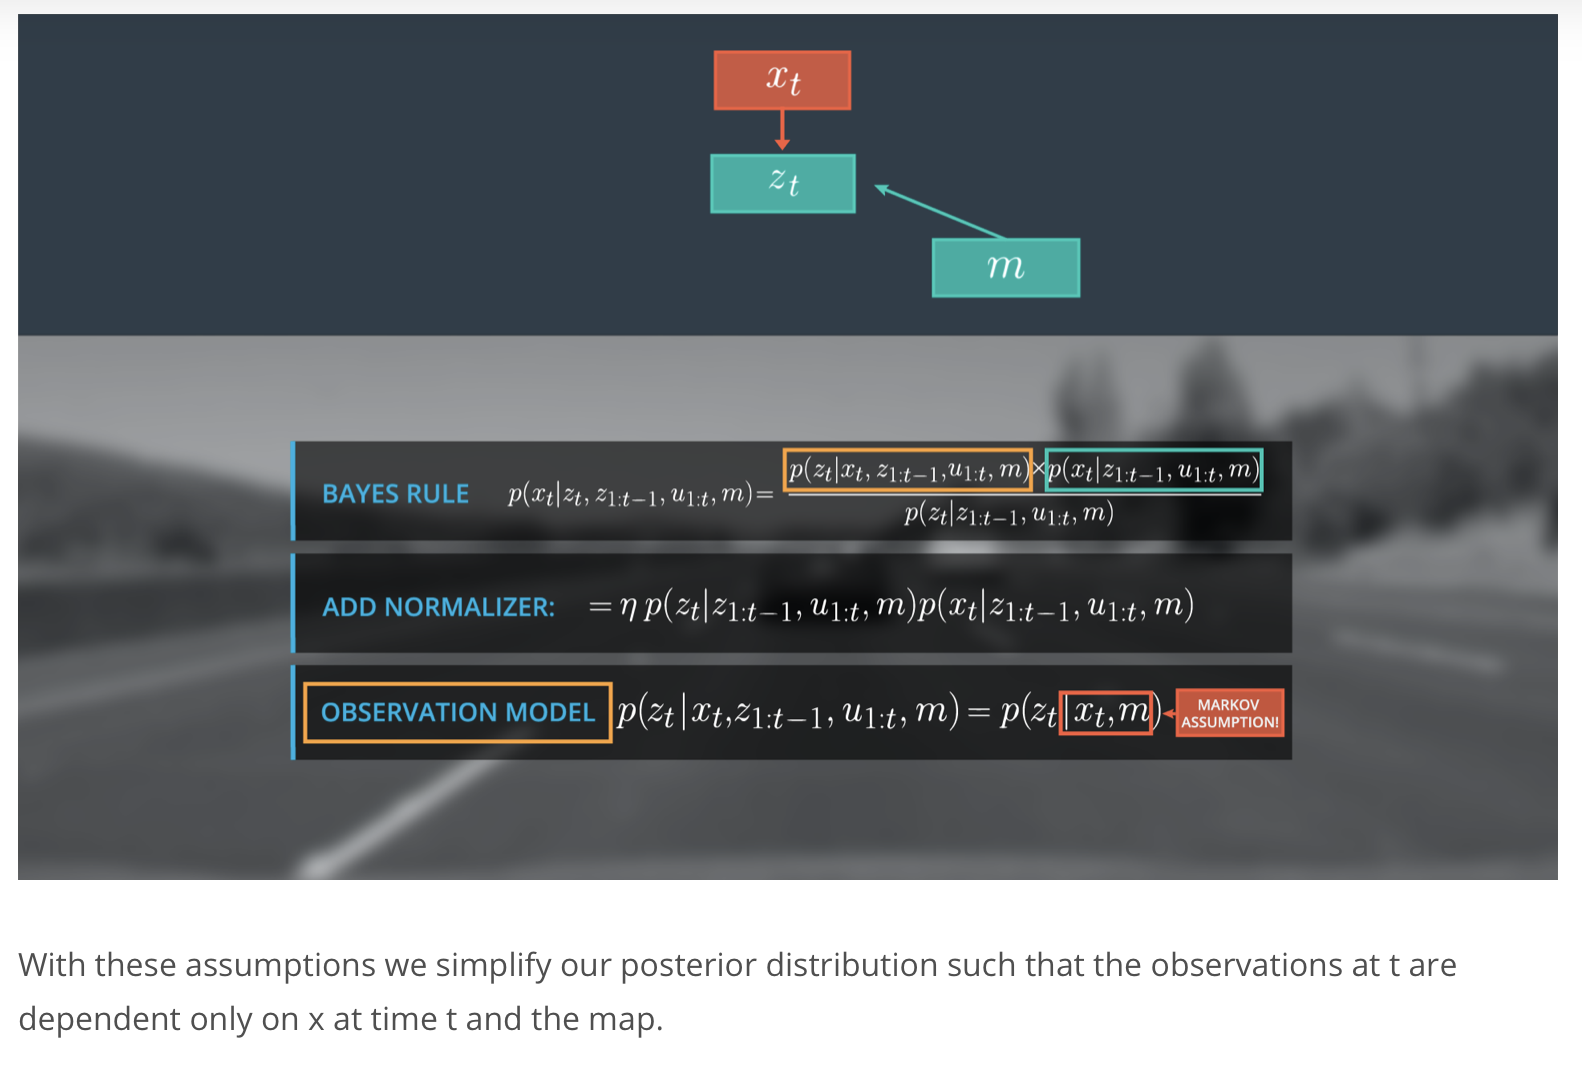 x_t
z_t
m
BAYES RULE p(x_t|z_t, z_{1:t−1}, u_{1:t}, m)= p(z_t|x_t, z_{1:t−1},u_{1:t}, m)×p(x_t|z_{1:t−1}, u_{1:t}, m)
p(z_t|z_{1:t−1}, u_{1:t}, m)
ADD NORMALIZER: = η p(z_t|z_{1:t−1}, u_{1:t}, m)p(x_t|z_{1:t−1}, u_{1:t}, m)
OBSERVATION MODEL p(z_t|x_t,z_{1:t−1}, u_{1:t}, m) = p(z_t|x_t,m) MARKOV
ASSUMPTION!
With these assumptions we simplify our posterior distribution such that the observations at t are
dependent only on x at time t and the map.